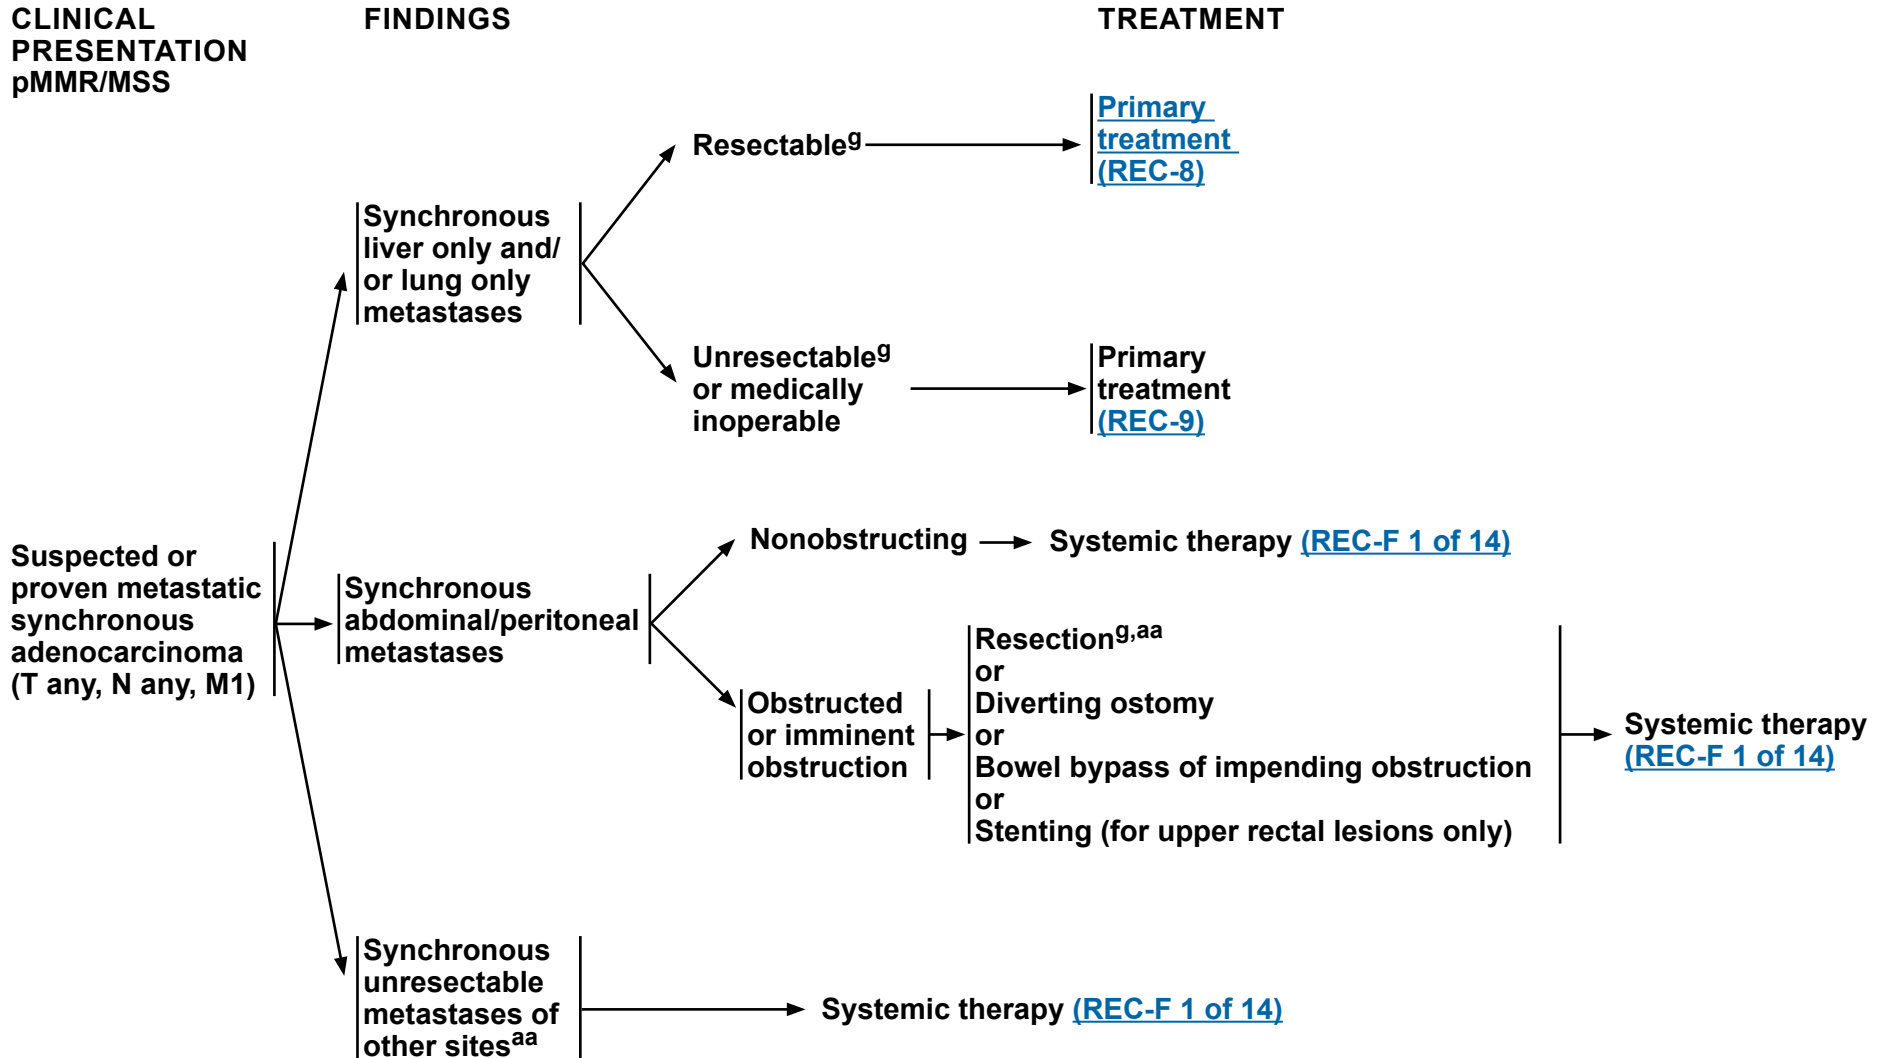 CLINICAL
PRESENTATION
pMMR/MSS
FINDINGS
TREATMENT
Suspected or
proven metastatic
synchronous
adenocarcinoma
(T any, N any, M1)
Synchronous
liver only and/
or lung only
metastases
Resectableg
Primary
treatment
(REC-8)
Unresectableg
or medically
inoperable
Primary
treatment
(REC-9)
Synchronous
abdominal/peritoneal
metastases
Nonobstructing
Systemic therapy (REC-F 1 of 14)
Obstructed
or imminent
obstruction
Resectiong,aa
or
Diverting ostomy
or
Bowel bypass of impending obstruction
or
Stenting (for upper rectal lesions only)
Systemic therapy
(REC-F 1 of 14)
Synchronous
unresectable
metastases of
other sitesaa
Systemic therapy (REC-F 1 of 14)